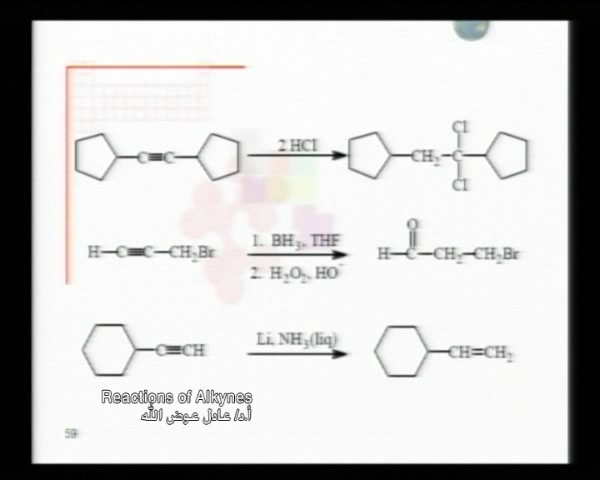 Cl
C≡C
2 HCl
CH₂–C
Cl
H–C≡C–CH₂Br
1. BH₃, THF
2. H₂O₂, HO⁻
O
H–C–CH₂–CH₂Br
C≡CH
Li, NH₃(liq)
CH=CH₂
Reactions of Alkynes
أ.د/ عادل عوض الله
59